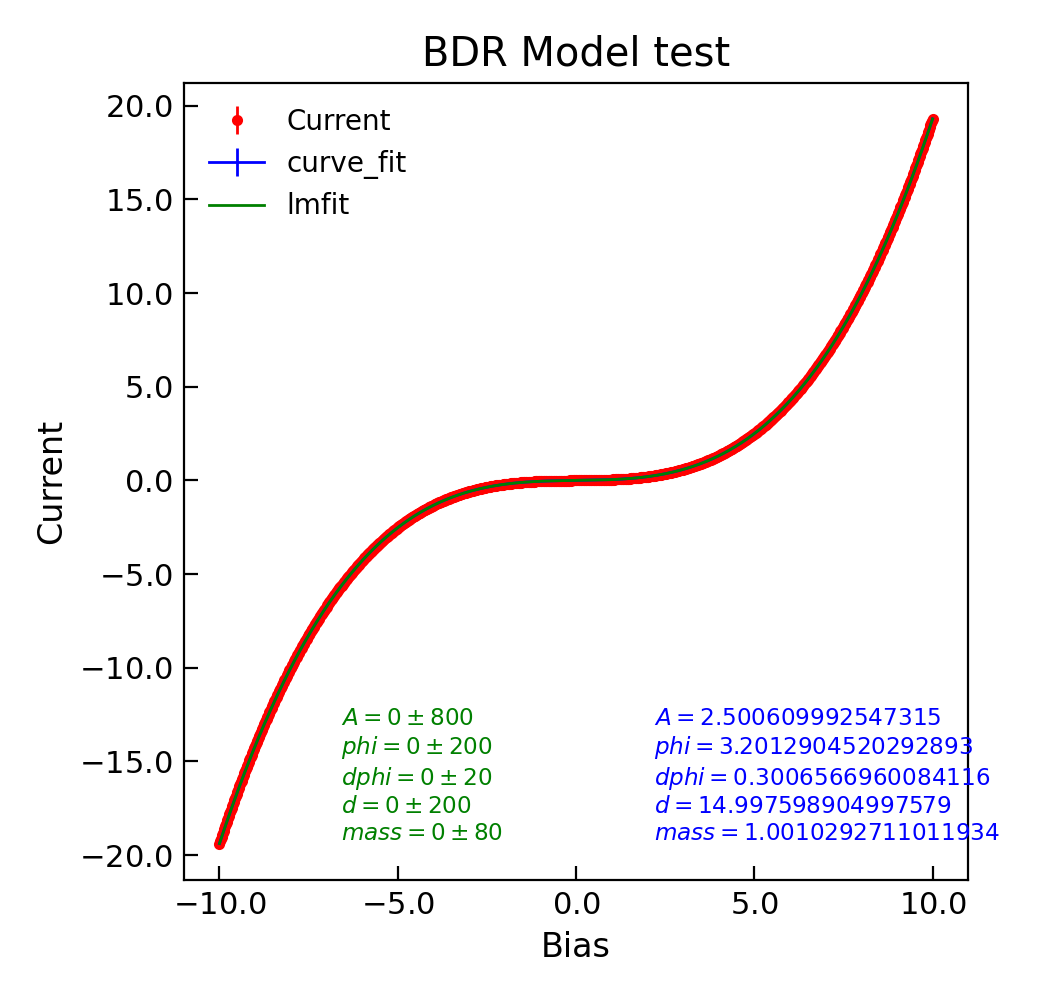 BDR Model test
Current
curve_fit
lmfit
20.0
15.0
10.0
5.0
0.0
−5.0
−10.0
−15.0
−20.0
Current
A = 0 ± 800
phi = 0 ± 200
dphi = 0 ± 20
d = 0 ± 200
mass = 0 ± 80
A = 2.500609992547315
phi = 3.2012904520292893
dphi = 0.3006566960084116
d = 14.997598904997579
mass = 1.0010292711011934
−10.0 −5.0 0.0 5.0 10.0
Bias